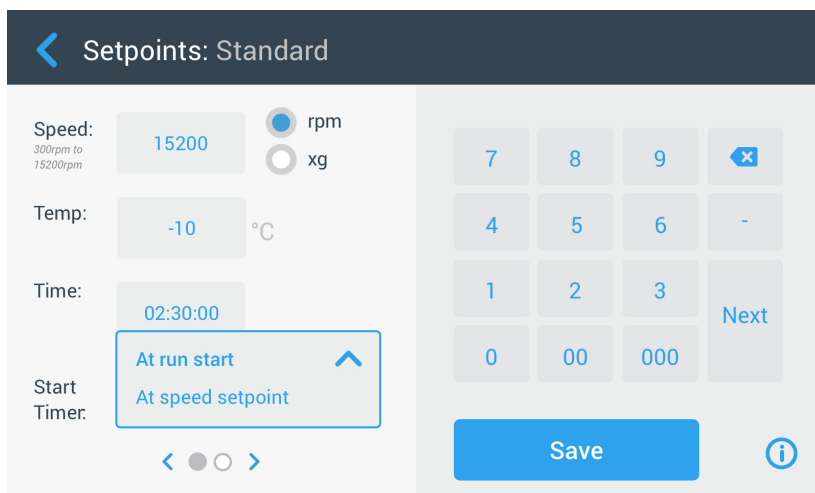 Setpoints: Standard
Speed:
300rpm to
15200rpm
15200
rpm
xg
Temp:
-10
°C
Time:
02:30:00
At run start
At speed setpoint
Start
Timer:
7 8 9
4 5 6 -
1 2 3
Next
0 00 000
Save